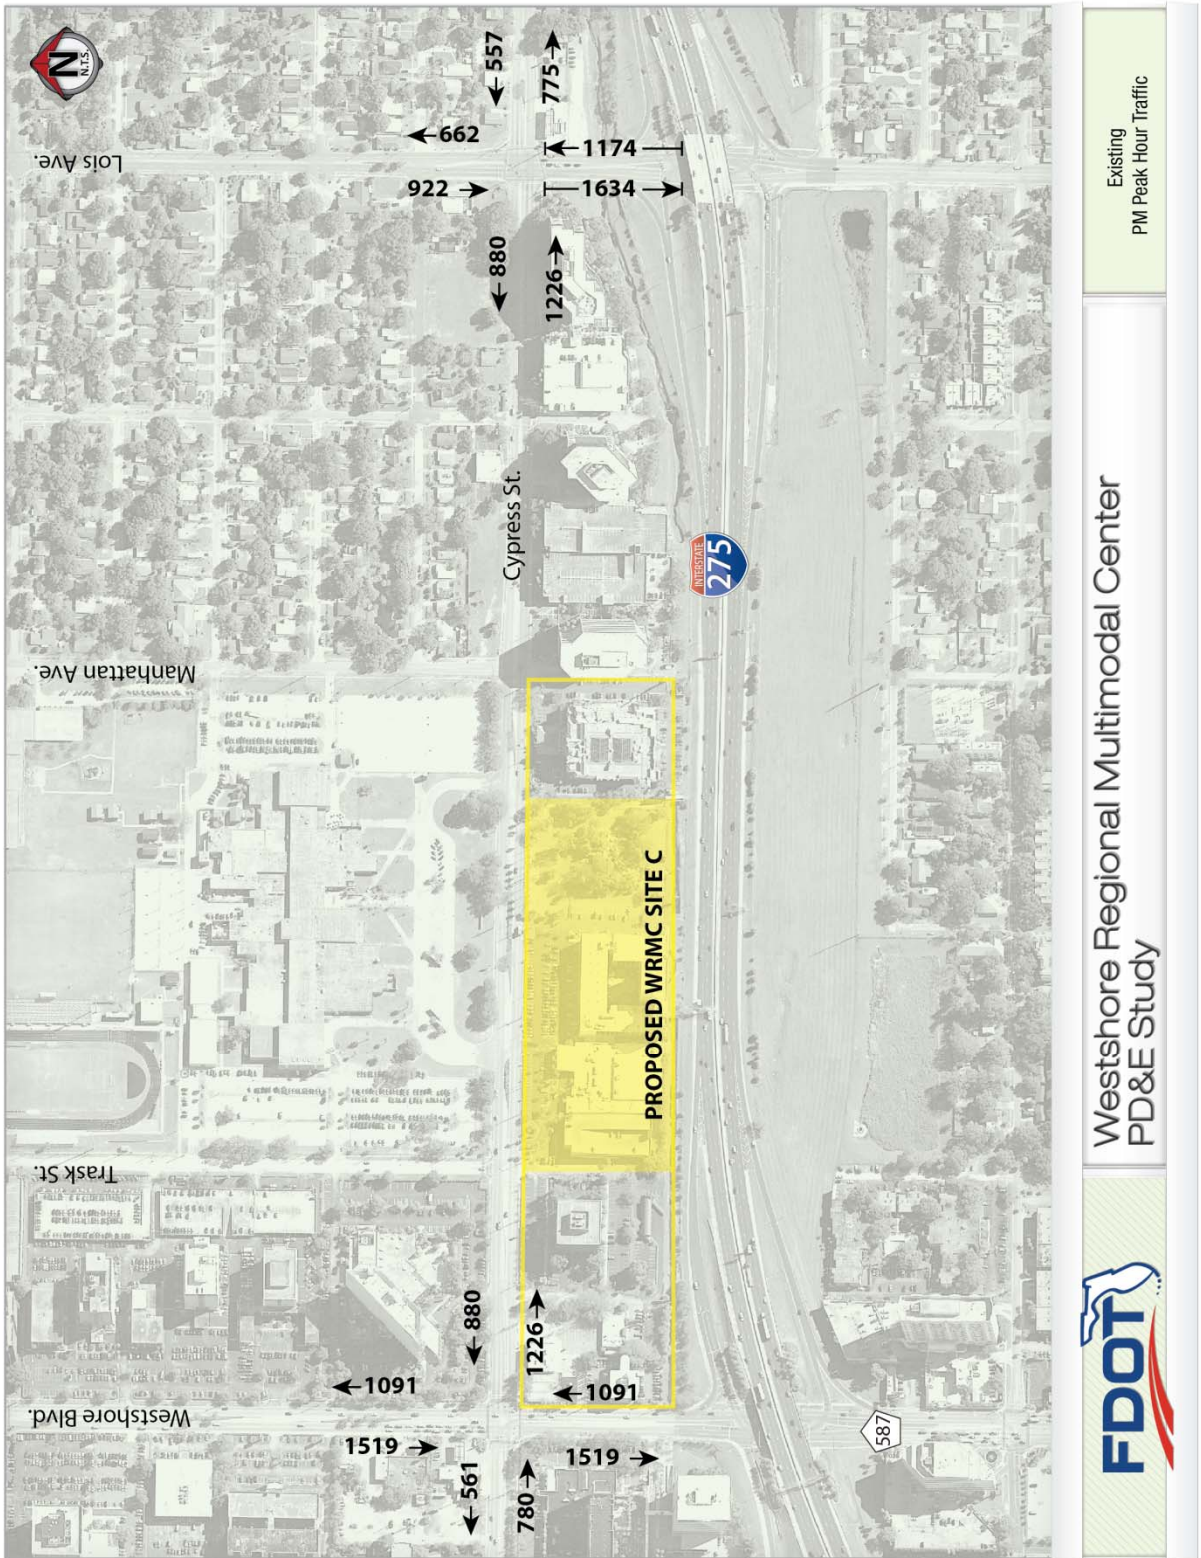 N
N.T.S.
Lois Ave.
← 662
922 →
← 557
775 →
← 1174
1634 →
← 880
1226 →
Cypress St.
Manhattan Ave.
INTERSTATE
275
PROPOSED WRMC SITE C
Trask St.
← 880
1226 →
← 1091
← 1091
Westshore Blvd.
1519 →
1519 →
← 561
780 →
587
FDOT
Westshore Regional Multimodal Center
PD&E Study
Existing
PM Peak Hour Traffic